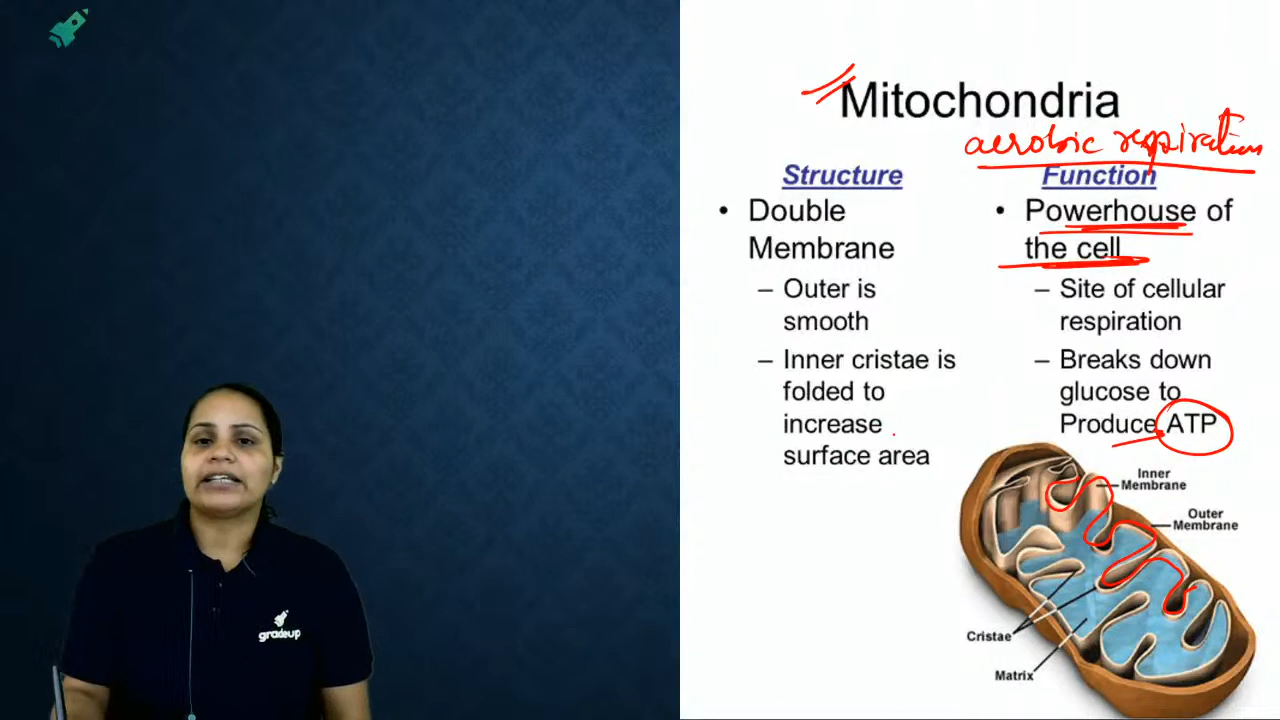 Mitochondria
aerobic respiration
Structure
• Double
Membrane
– Outer is
smooth
– Inner cristae is
folded to
increase
surface area
Function
• Powerhouse of
the cell
– Site of cellular
respiration
– Breaks down
glucose to
Produce ATP
Inner
Membrane
Outer
Membrane
Cristae
Matrix
gradeup